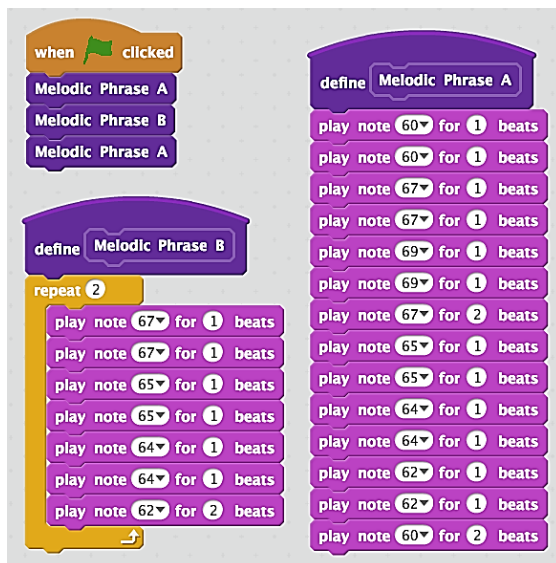 when clicked
Melodic Phrase A
Melodic Phrase B
Melodic Phrase A
define Melodic Phrase B
repeat 2
play note 67 for 1 beats
play note 67 for 1 beats
play note 65 for 1 beats
play note 65 for 1 beats
play note 64 for 1 beats
play note 64 for 1 beats
play note 62 for 2 beats
define Melodic Phrase A
play note 60 for 1 beats
play note 60 for 1 beats
play note 67 for 1 beats
play note 67 for 1 beats
play note 69 for 1 beats
play note 69 for 1 beats
play note 67 for 2 beats
play note 65 for 1 beats
play note 65 for 1 beats
play note 64 for 1 beats
play note 64 for 1 beats
play note 62 for 1 beats
play note 62 for 1 beats
play note 60 for 2 beats